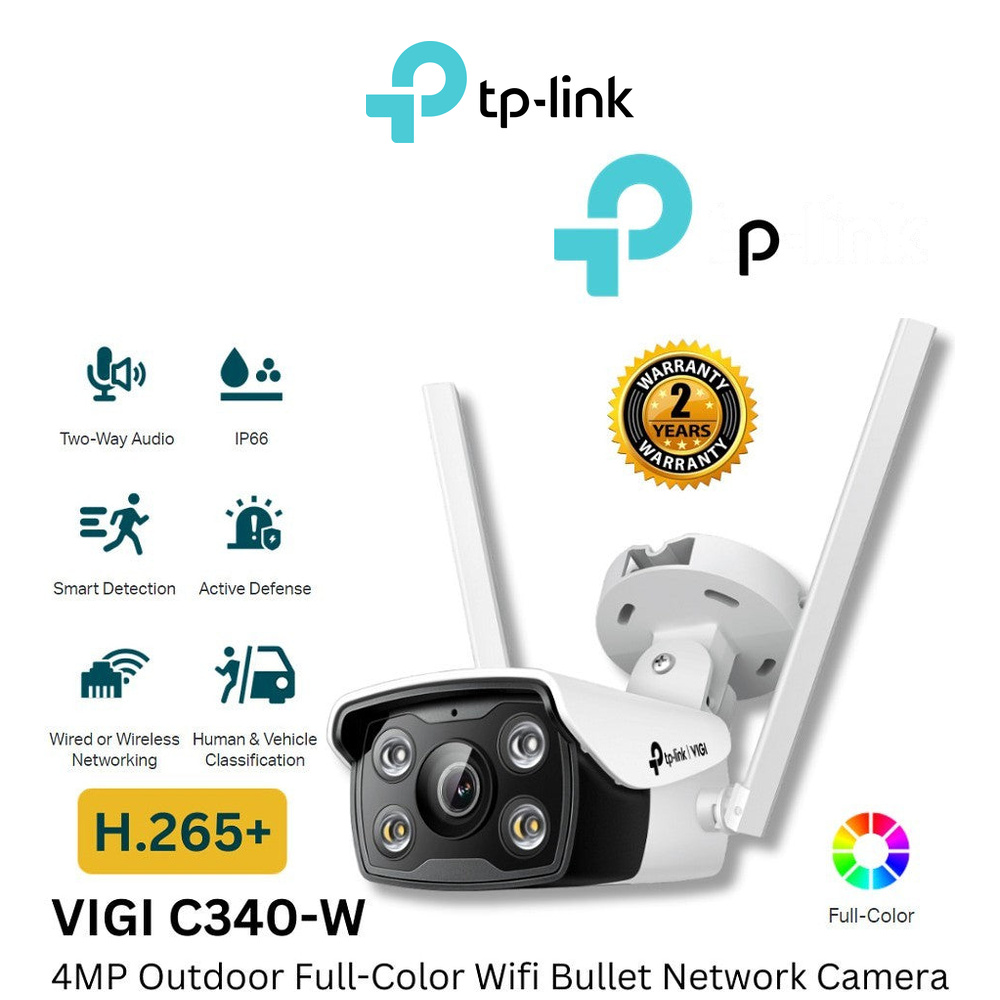 tp-link
p-link
WARRANTY
2
YEARS
WARRANTY
Two-Way Audio
IP66
Smart Detection
Active Defense
Wired or Wireless
Networking
Human & Vehicle
Classification
tp-link | VIGI
H.265+
Full-Color
VIGI C340-W
4MP Outdoor Full-Color Wifi Bullet Network Camera